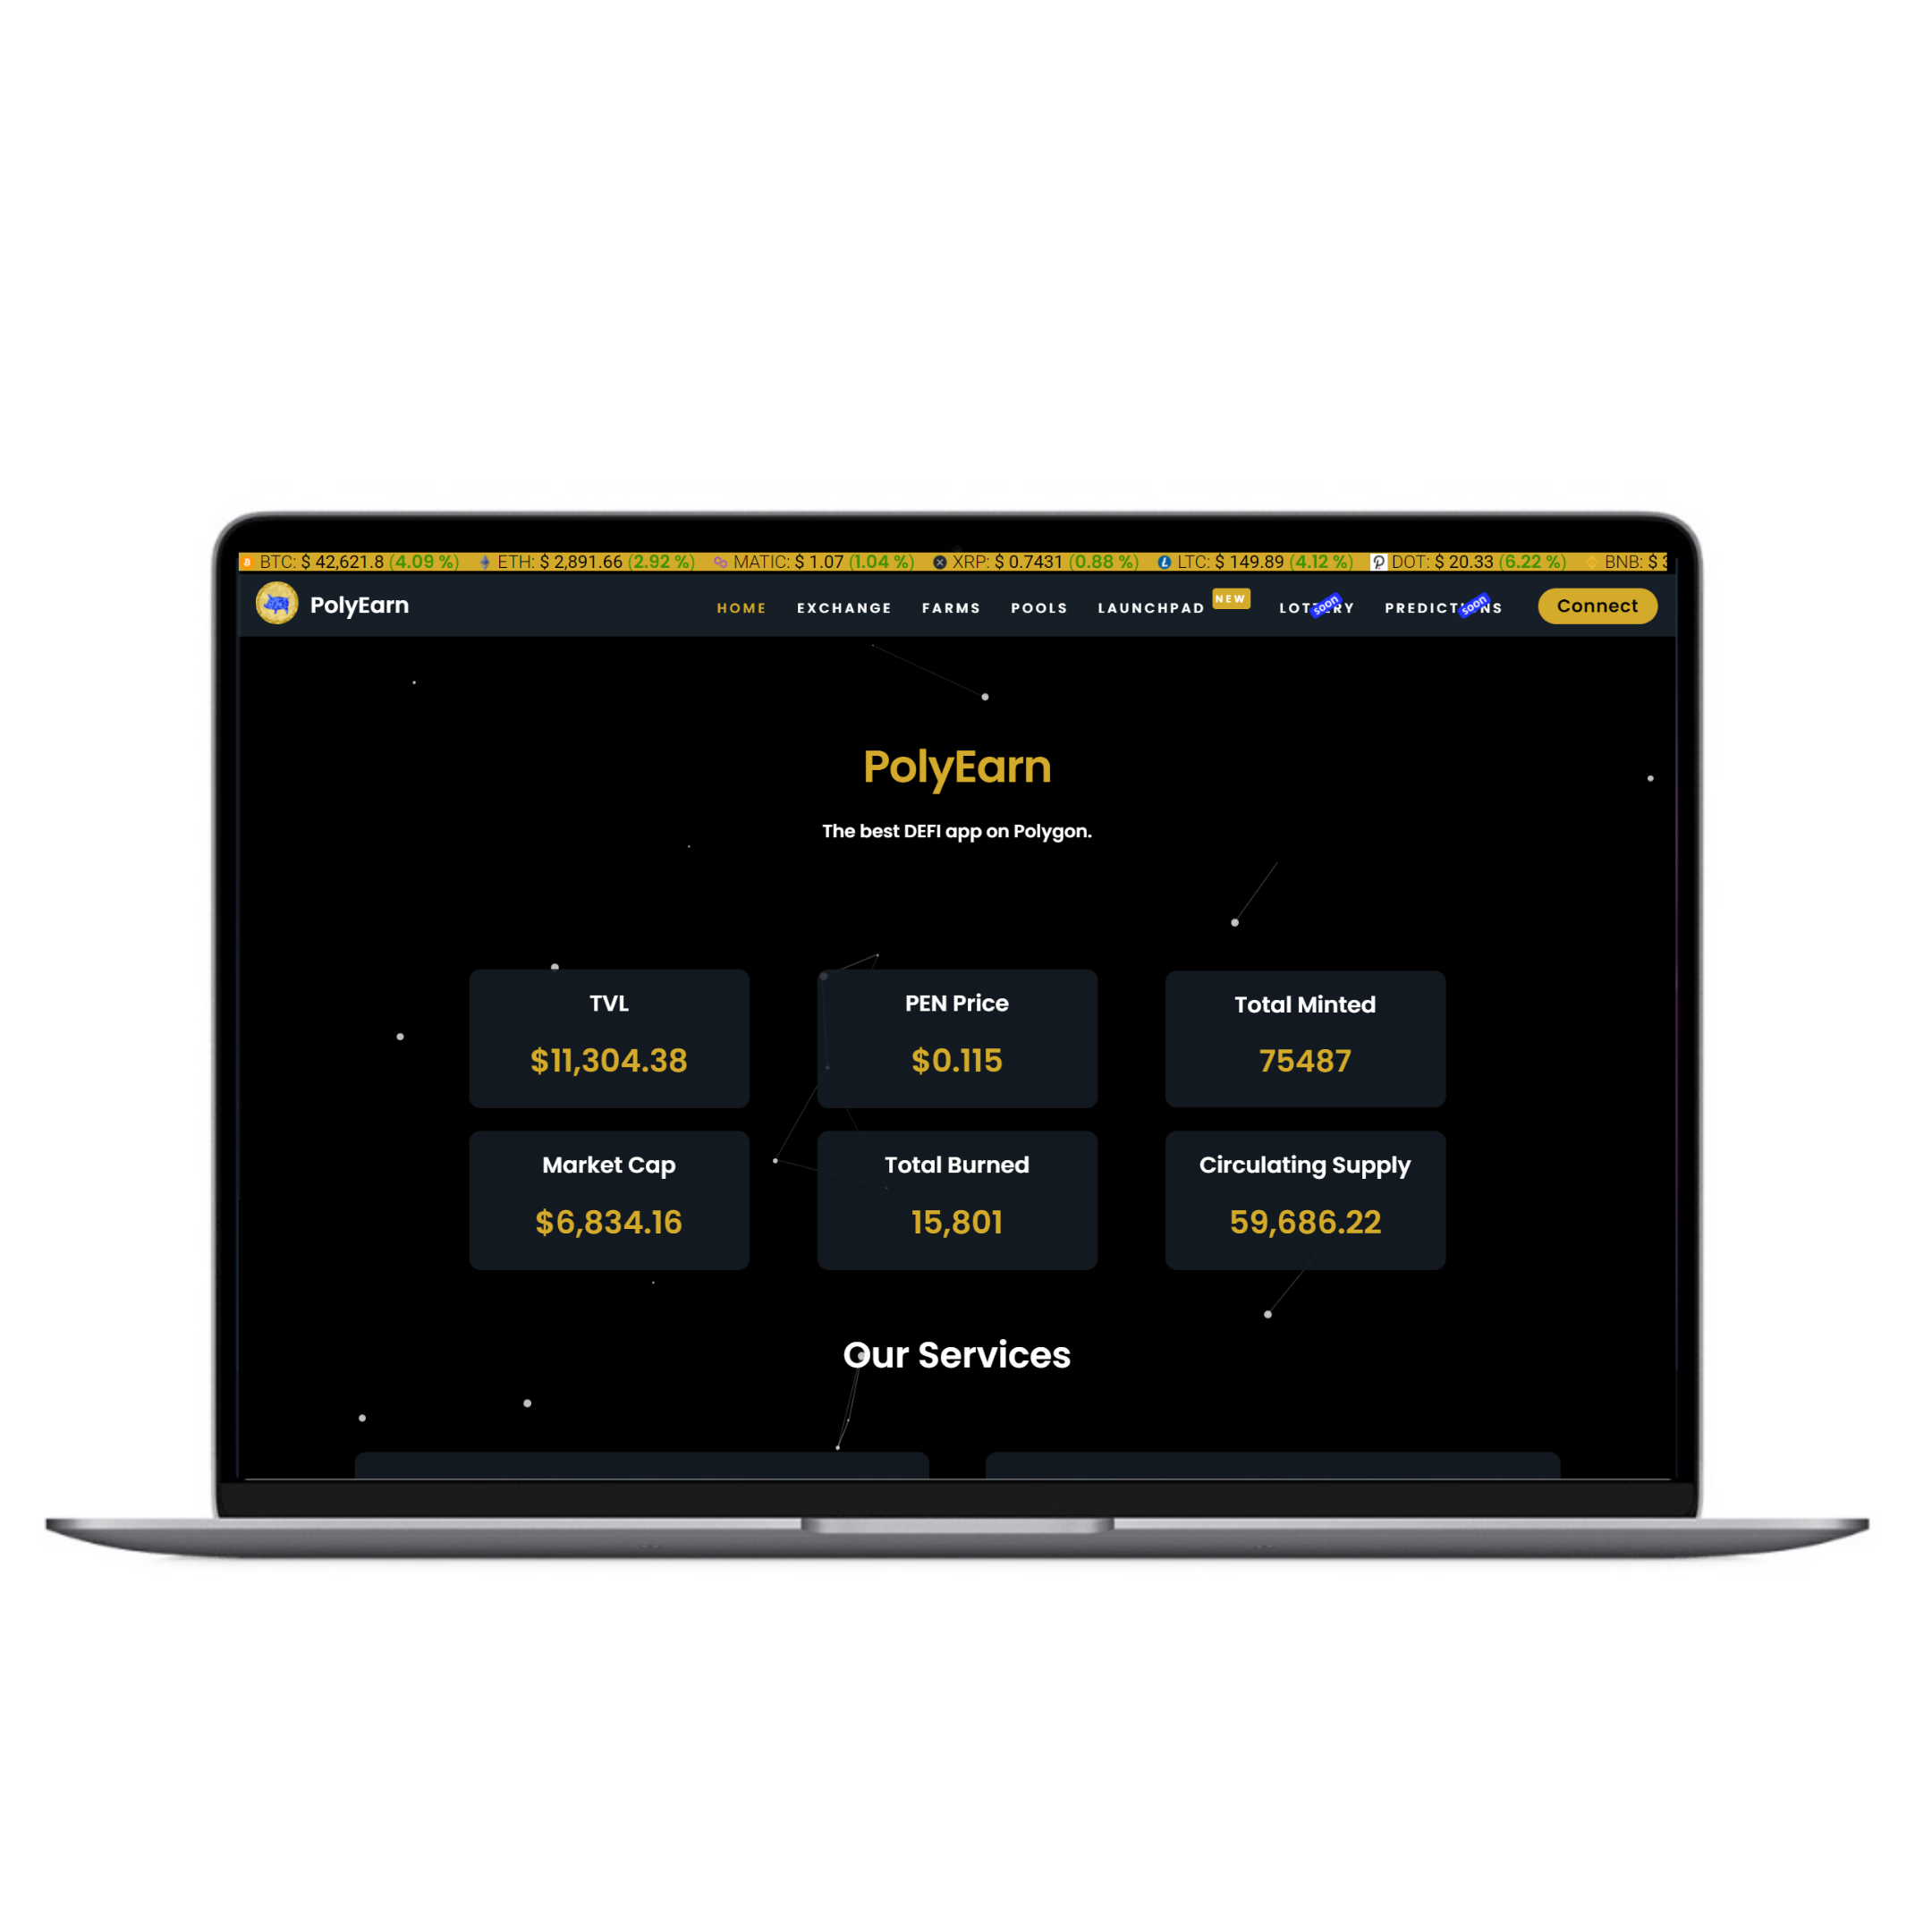 BTC: $ 42,621.8 (4.09 %) ETH: $ 2,891.66 (2.92 %) MATIC: $ 1.07 (1.04 %) XRP: $ 0.7431 (0.88 %) LTC: $ 149.89 (4.12 %) DOT: $ 20.33 (6.22 %) BNB: $
PolyEarn HOME EXCHANGE FARMS POOLS LAUNCHPAD NEW LOTTERY soon PREDICTIONS soon Connect
PolyEarn
The best DEFI app on Polygon.
TVL PEN Price Total Minted
$11,304.38 $0.115 75487
Market Cap Total Burned Circulating Supply
$6,834.16 15,801 59,686.22
Our Services